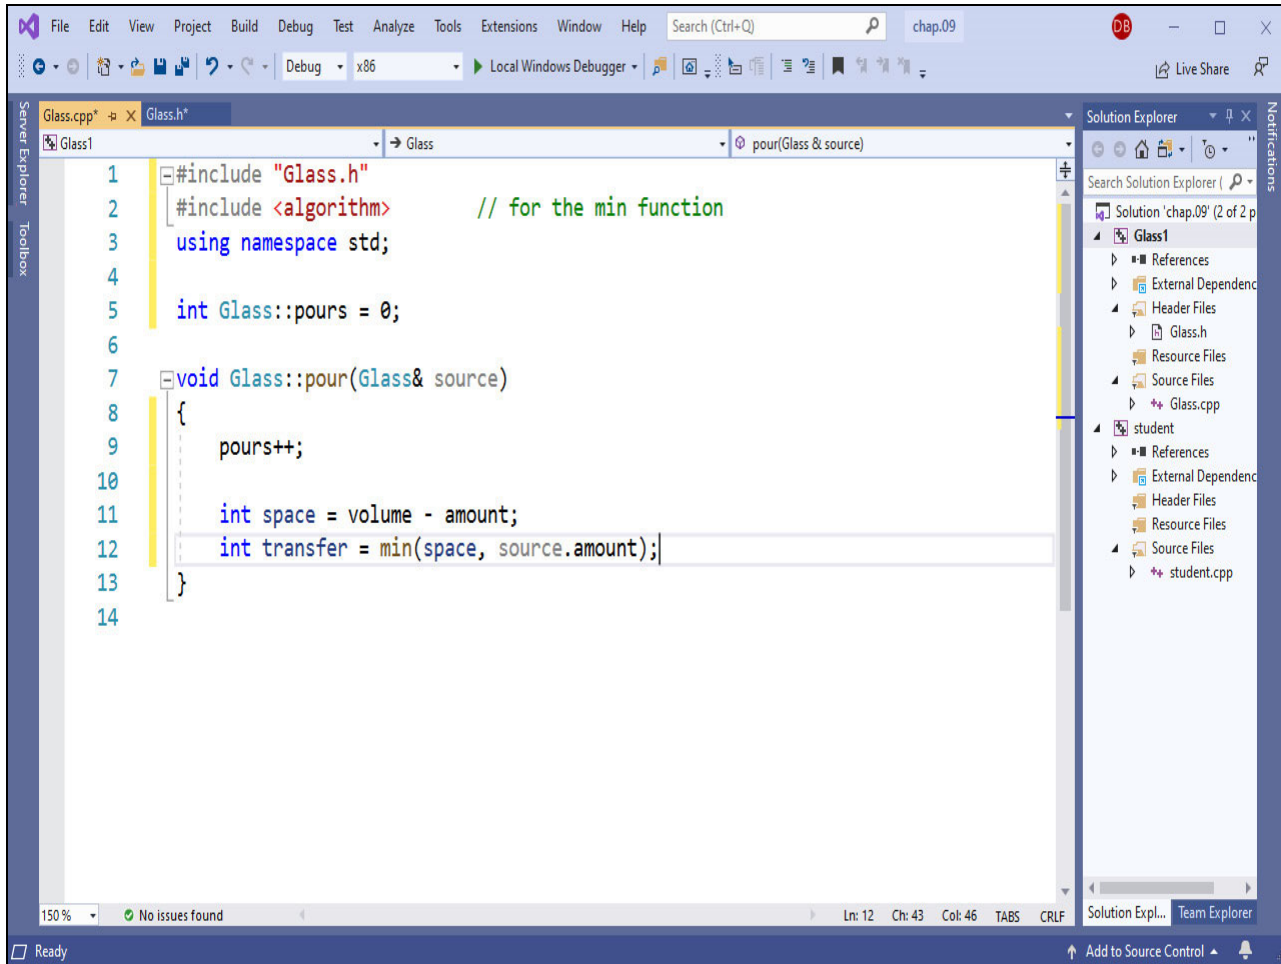 File Edit View Project Build Debug Test Analyze Tools Extensions Window Help Search (Ctrl+Q) chap.09 DB
Debug x86 Local Windows Debugger Live Share
Server Explorer
Toolbox
Glass.cpp* Glass.h*
Glass1 Glass pour(Glass & source)
1 #include "Glass.h"
2 #include <algorithm> // for the min function
3 using namespace std;
4
5 int Glass::pours = 0;
6
7 void Glass::pour(Glass& source)
8 {
9 pours++;
10
11 int space = volume - amount;
12 int transfer = min(space, source.amount);
13 }
14
150 % No issues found Ln: 12 Ch: 43 Col: 46 TABS CRLF
Solution Explorer
Search Solution Explorer (
Solution 'chap.09' (2 of 2 p
Glass1
References
External Dependenc
Header Files
Glass.h
Resource Files
Source Files
Glass.cpp
student
References
External Dependenc
Header Files
Resource Files
Source Files
student.cpp
Solution Expl... Team Explorer
Notifications
Ready Add to Source Control